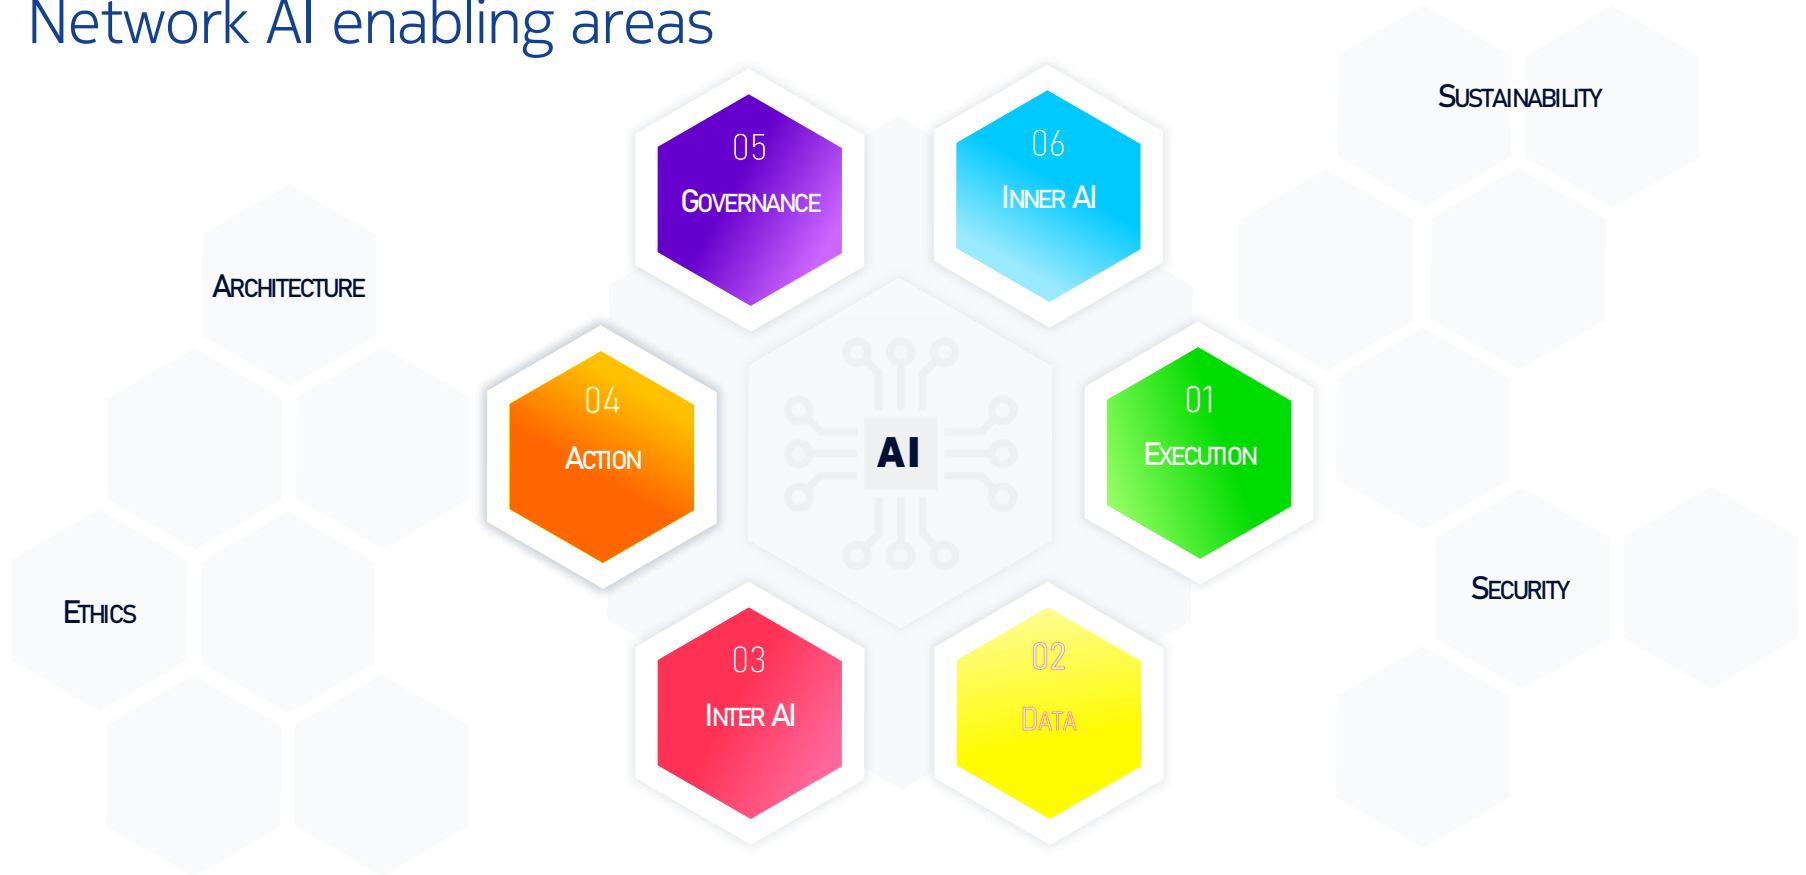 Network AI enabling areas
SUSTAINABILITY
05
GOVERNANCE
06
INNER AI
ARCHITECTURE
04
ACTION
AI
01
EXECUTION
ETHICS
SECURITY
03
INTER AI
02
DATA